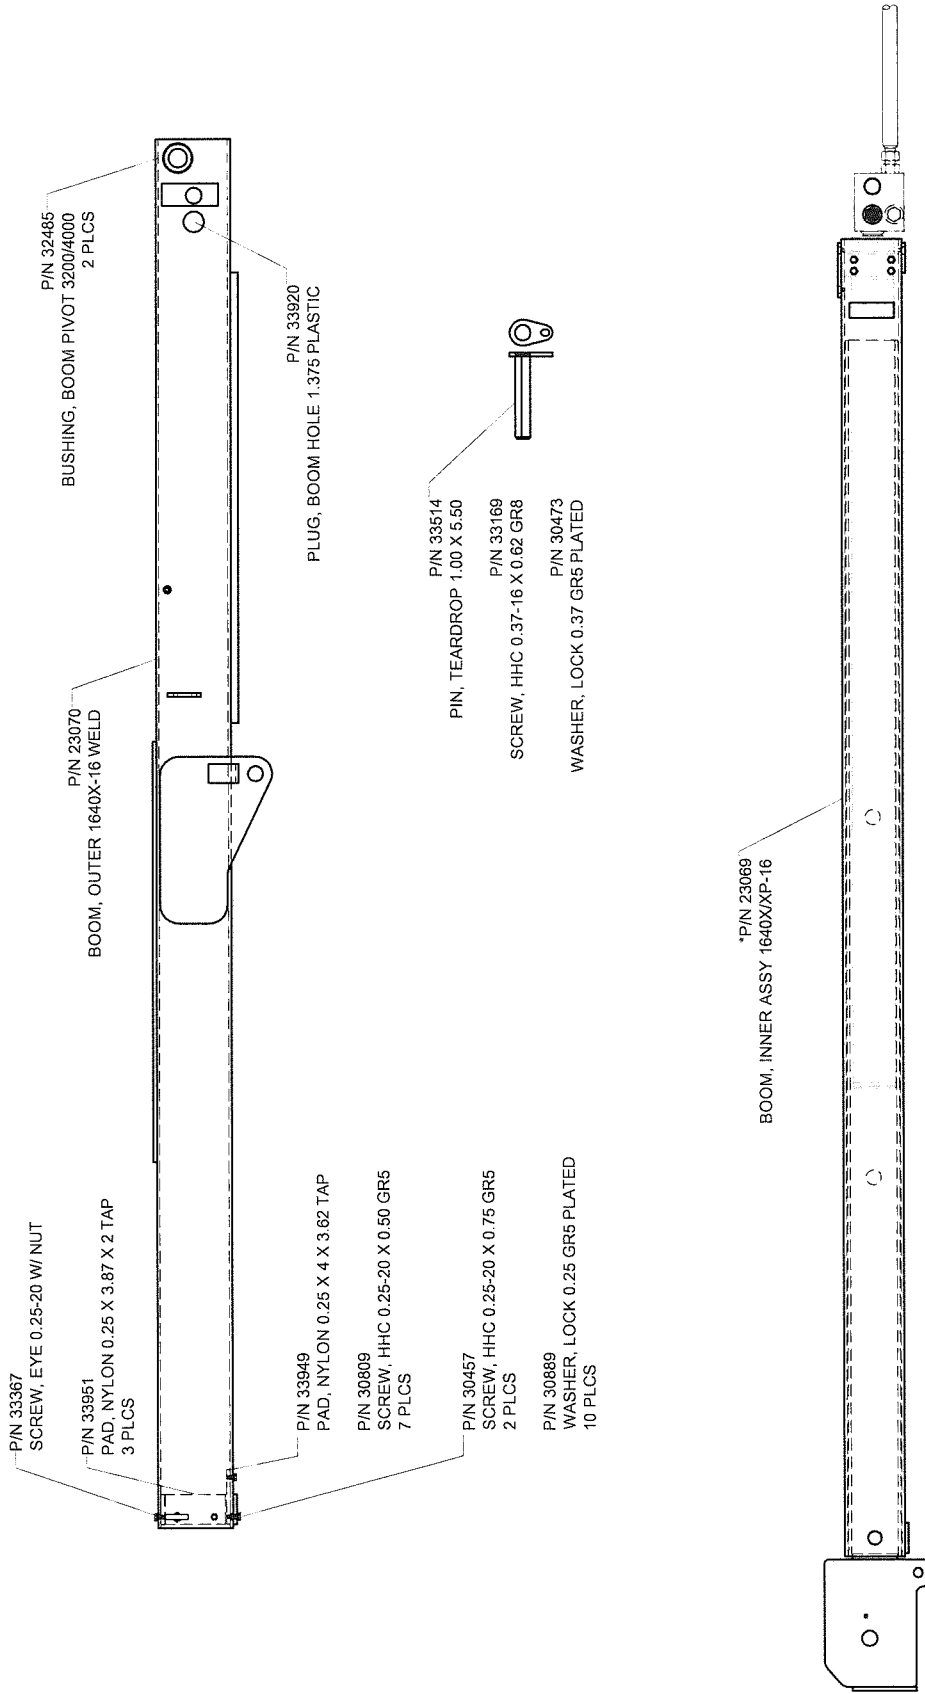 P/N 33367
SCREW, EYE 0.25-20 W/ NUT
P/N 33951
PAD, NYLON 0.25 X 3.87 X 2 TAP
3 PLCS
P/N 33949
PAD, NYLON 0.25 X 4 X 3.62 TAP
P/N 30809
SCREW, HHC 0.25-20 X 0.50 GR5
7 PLCS
P/N 30457
SCREW, HHC 0.25-20 X 0.75 GR5
2 PLCS
P/N 30889
WASHER, LOCK 0.25 GR5 PLATED
10 PLCS
P/N 23070
BOOM, OUTER 1640X-16 WELD
P/N 32485
BUSHING, BOOM PIVOT 3200/4000
2 PLCS
P/N 33920
PLUG, BOOM HOLE 1.375 PLASTIC
P/N 33514
PIN, TEARDROP 1.00 X 5.50
P/N 33169
SCREW, HHC 0.37-16 X 0.62 GR8
P/N 30473
WASHER, LOCK 0.37 GR5 PLATED
*P/N 23069
BOOM, INNER ASSY 1640X/XP-16